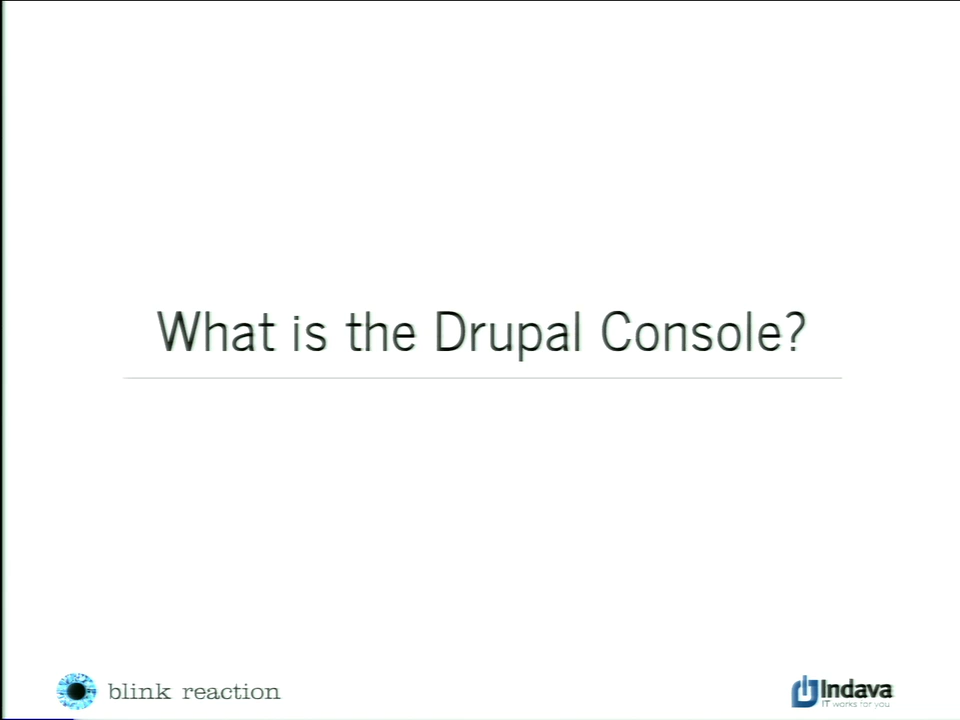 What is the Drupal Console?
blink reaction
Indava
IT works for you